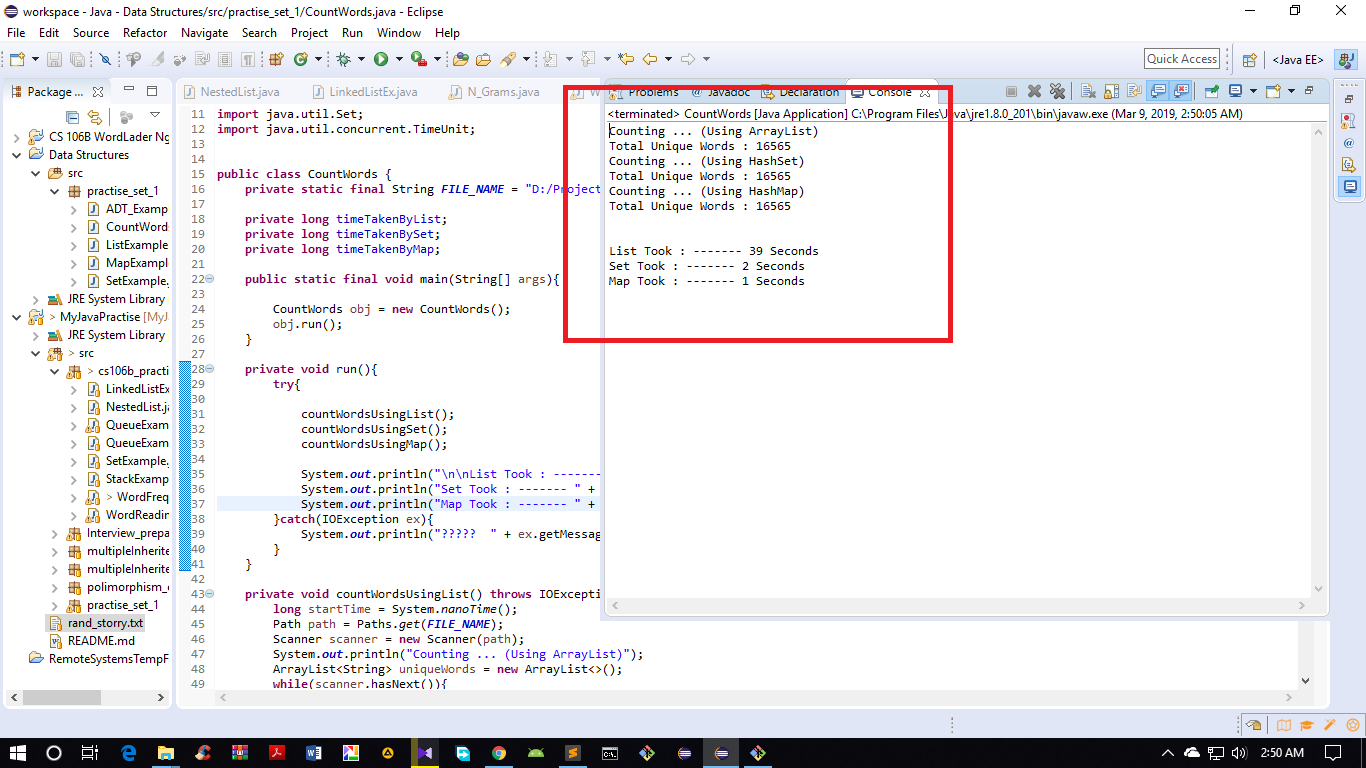 workspace - Java - Data Structures/src/practise_set_1/CountWords.java - Eclipse
File Edit Source Refactor Navigate Search Project Run Window Help
Quick Access
<Java EE>
Package ...
CS 106B WordLader Ng
Data Structures
src
practise_set_1
ADT_Examp
CountWord
ListExample
MapExampl
SetExample.
JRE System Library
> MyJavaPractise [MyJ
JRE System Library
> src
> cs106b_practi
LinkedListEx
NestedList.ja
QueueExam
QueueExam
SetExample.
StackExamp
> WordFreq
WordReadin
Interview_prepa
multipleInherite
multipleInherite
polimorphism_
practise_set_1
rand_storry.txt
README.md
RemoteSystemsTempF
NestedList.java LinkedListEx.java N_Grams.java W
11 import java.util.Set;
12 import java.util.concurrent.TimeUnit;
13
14
15 public class CountWords {
16 private static final String FILE_NAME = "D:/Project
17
18 private long timeTakenByList;
19 private long timeTakenBySet;
20 private long timeTakenByMap;
21
22 public static final void main(String[] args){
23
24 CountWords obj = new CountWords();
25 obj.run();
26 }
27
28 private void run(){
29 try{
30
31 countWordsUsingList();
32 countWordsUsingSet();
33 countWordsUsingMap();
34
35 System.out.println("\n\nList Took : -------
36 System.out.println("Set Took : ------- " +
37 System.out.println("Map Took : ------- " +
38 }catch(IOException ex){
39 System.out.println("????? " + ex.getMessag
40 }
41 }
42
43 private void countWordsUsingList() throws IOExceptio
44 long startTime = System.nanoTime();
45 Path path = Paths.get(FILE_NAME);
46 Scanner scanner = new Scanner(path);
47 System.out.println("Counting ... (Using ArrayList)");
48 ArrayList<String> uniqueWords = new ArrayList<>();
49 while(scanner.hasNext()){
Problems @ Javadoc Declaration Console
<terminated> CountWords [Java Application] C:\Program Files\Java\jre1.8.0_201\bin\javaw.exe (Mar 9, 2019, 2:50:05 AM)
Counting ... (Using ArrayList)
Total Unique Words : 16565
Counting ... (Using HashSet)
Total Unique Words : 16565
Counting ... (Using HashMap)
Total Unique Words : 16565
List Took : ------- 39 Seconds
Set Took : ------- 2 Seconds
Map Took : ------- 1 Seconds
2:50 AM